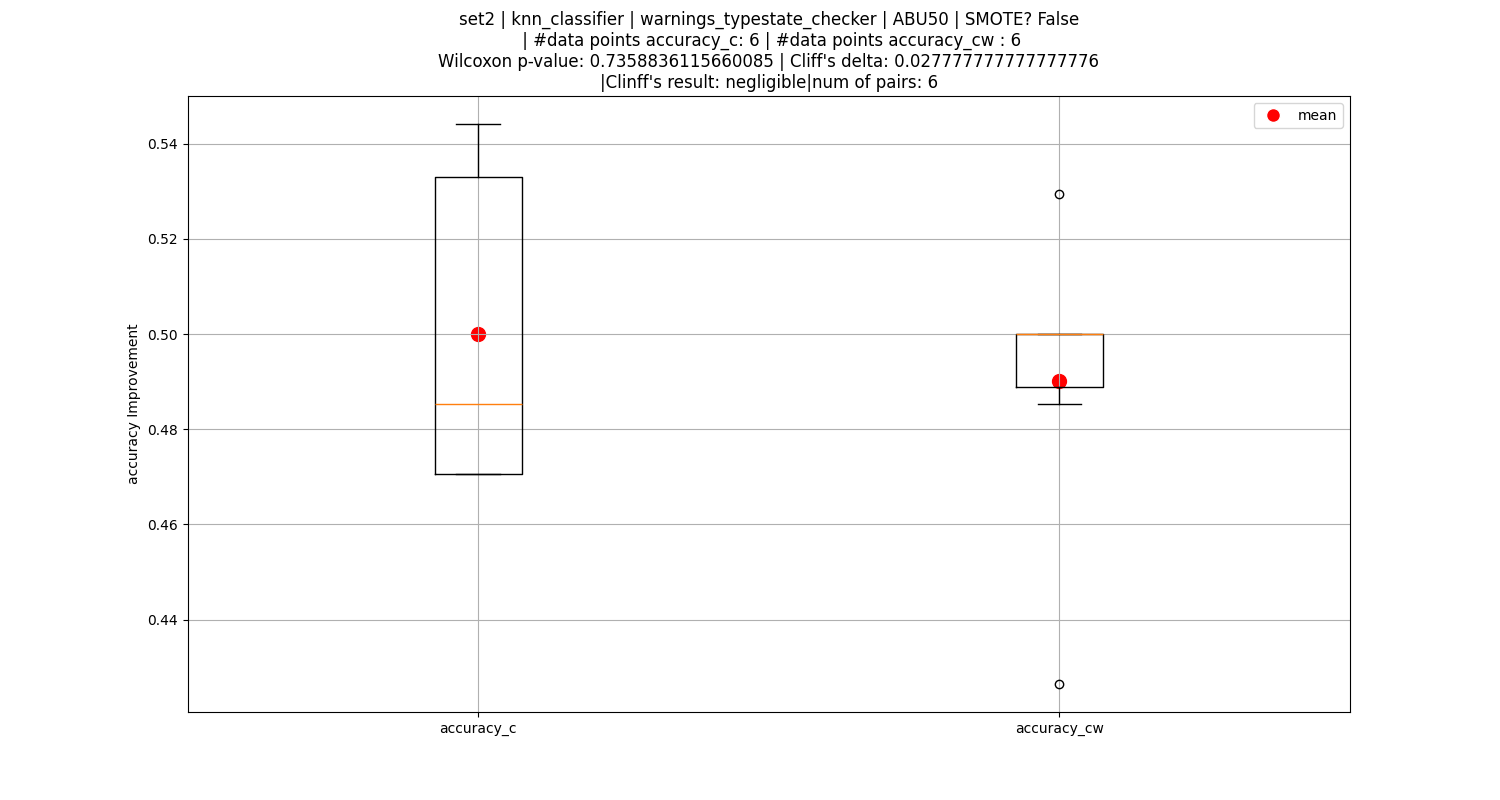 set2 | knn_classifier | warnings_typestate_checker | ABU50 | SMOTE? False
| #data points accuracy_c: 6 | #data points accuracy_cw : 6
Wilcoxon p-value: 0.7358836115660085 | Cliff's delta: 0.027777777777777776
|Clinff's result: negligible|num of pairs: 6
mean
0.54
0.52
0.50
0.48
0.46
0.44
accuracy Improvement
accuracy_c
accuracy_cw